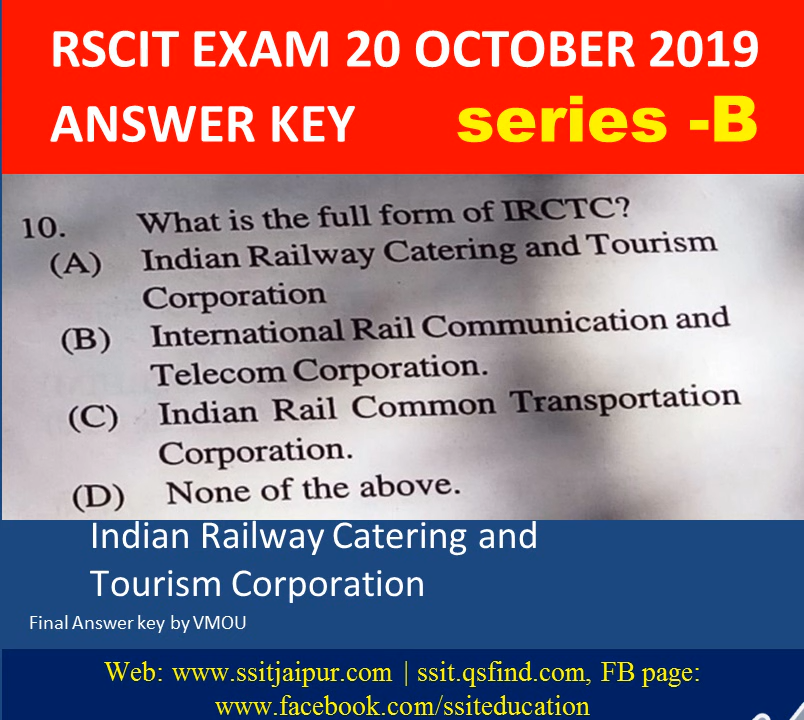 RSCIT EXAM 20 OCTOBER 2019
ANSWER KEY series -B
10. What is the full form of IRCTC?
(A) Indian Railway Catering and Tourism
Corporation
(B) International Rail Communication and
Telecom Corporation.
(C) Indian Rail Common Transportation
Corporation.
(D) None of the above.
Indian Railway Catering and
Tourism Corporation
Final Answer key by VMOU
Web: www.ssitjaipur.com | ssit.qsfind.com, FB page:
www.facebook.com/ssiteducation